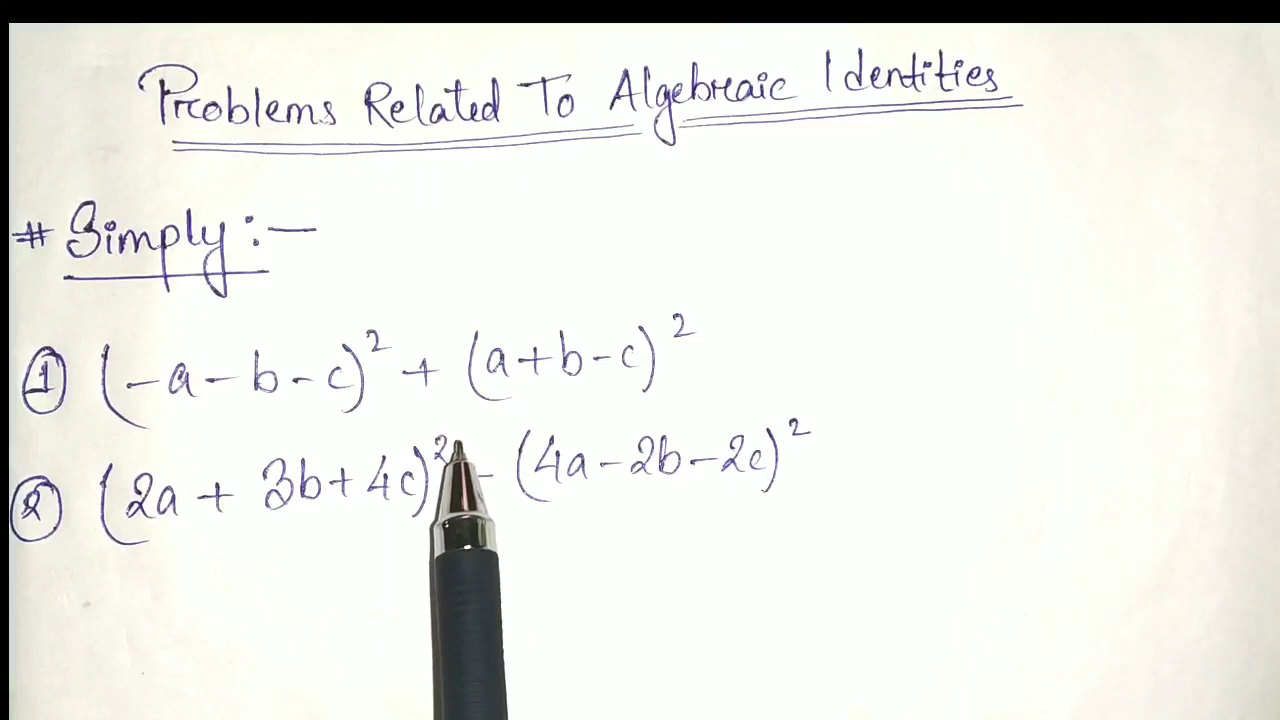 Problems Related To Algebraic Identities
# Simply :-
① (-a-b-c)² + (a+b-c)²
② (2a + 3b+4c)² - (4a-2b-2c)²